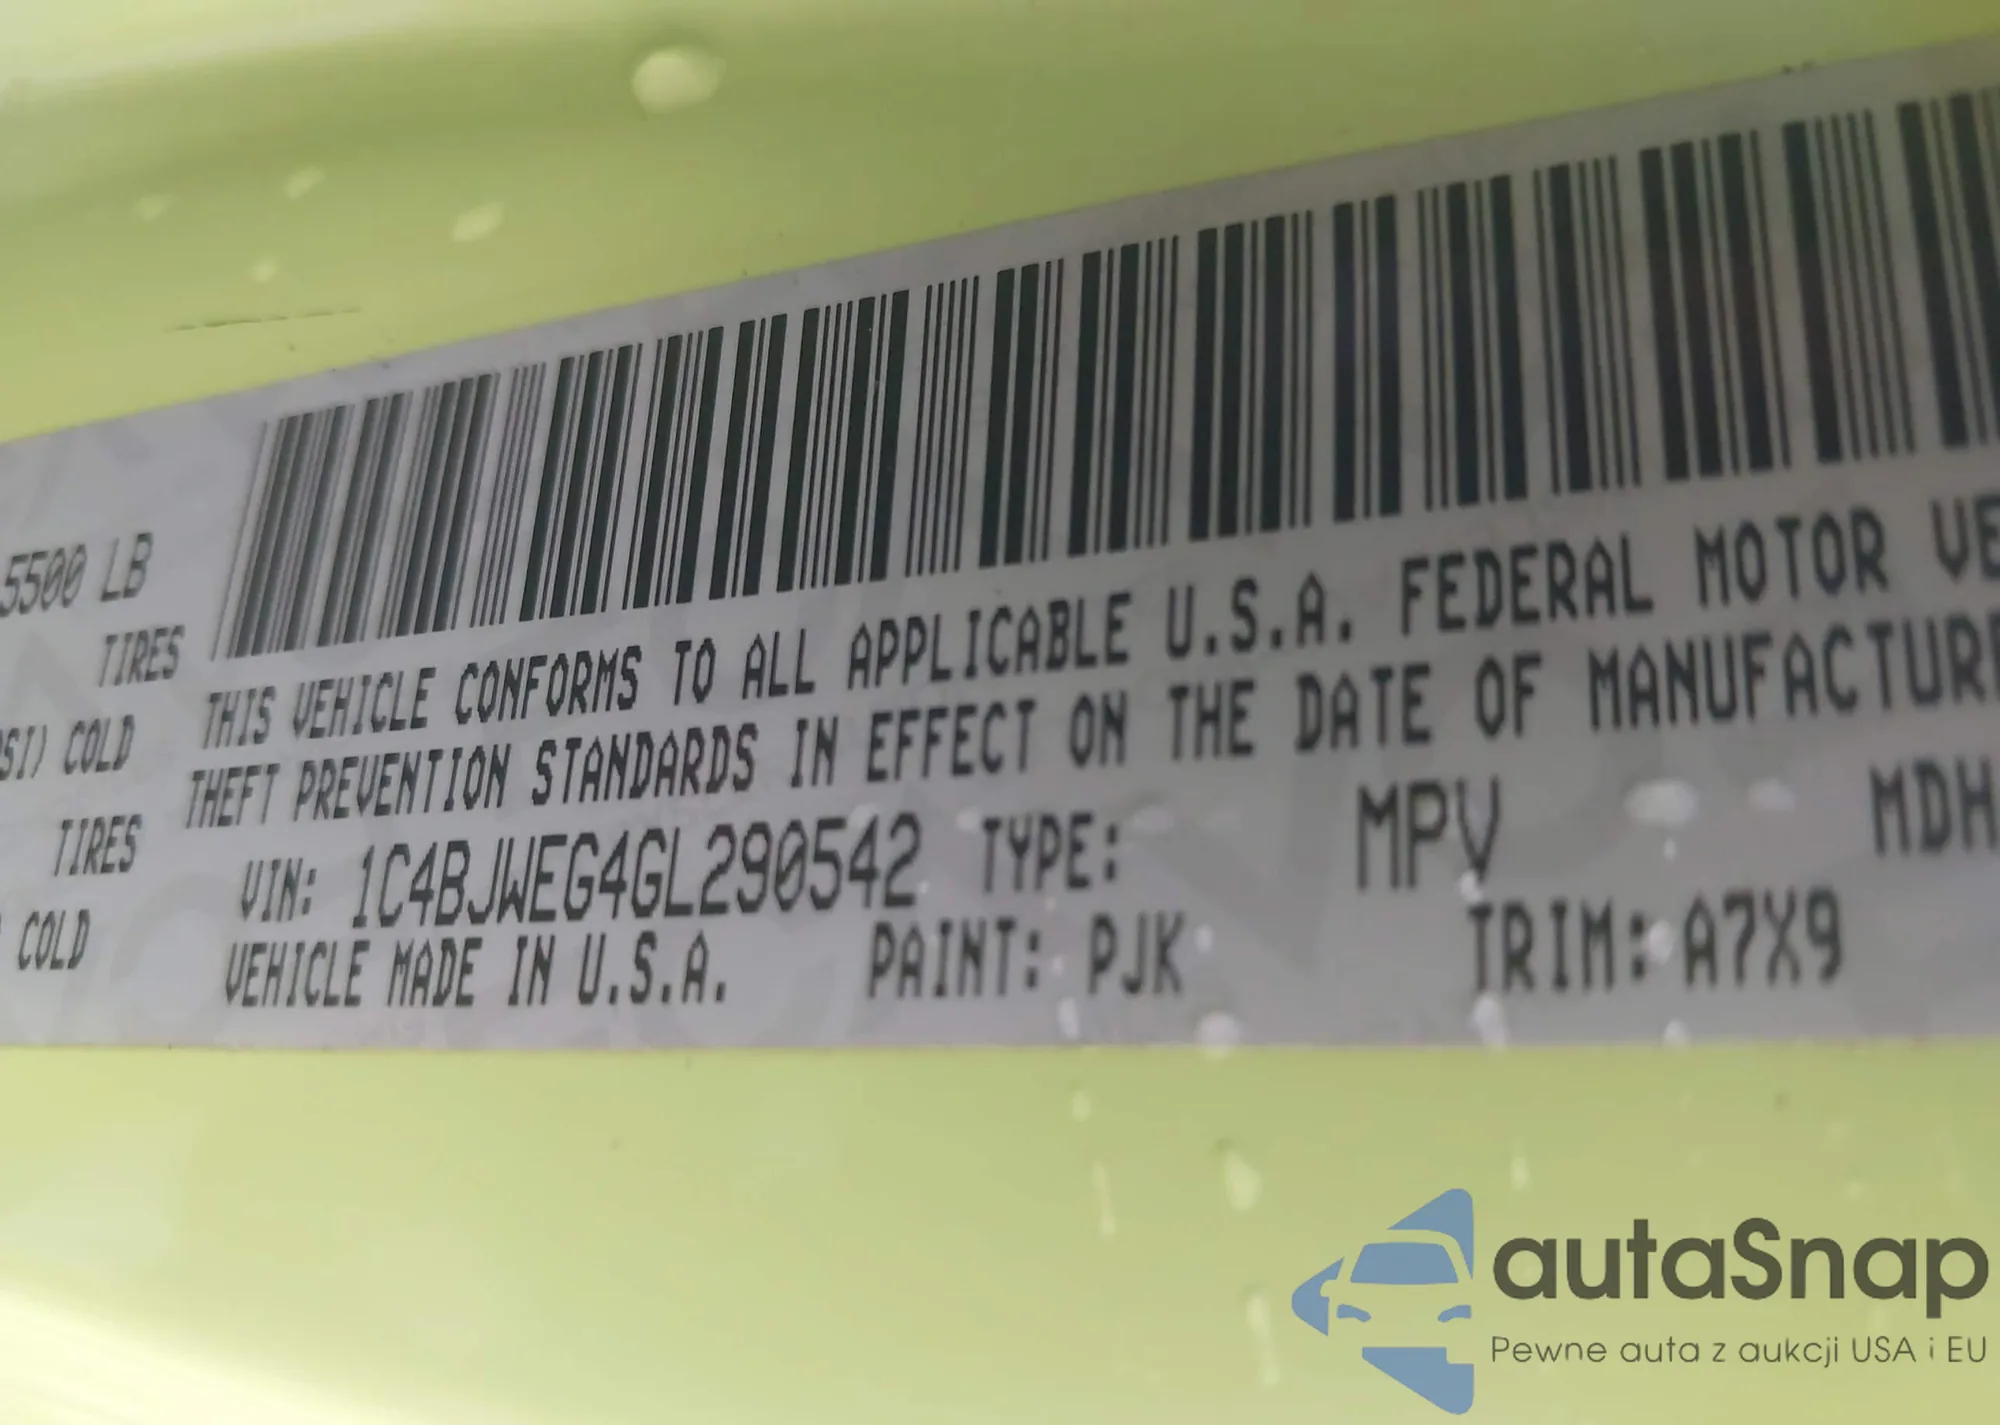 5500 LB
TIRES
SI) COLD
TIRES
COLD
THIS VEHICLE CONFORMS TO ALL APPLICABLE U.S.A. FEDERAL MOTOR VE
THEFT PREVENTION STANDARDS IN EFFECT ON THE DATE OF MANUFACTURE
VIN: 1C4BJWEG4GL290542 TYPE: MPV MDH
VEHICLE MADE IN U.S.A. PAINT: PJK TRIM: A7X9
autaSnap
Pewne auta z aukcji USA i EU